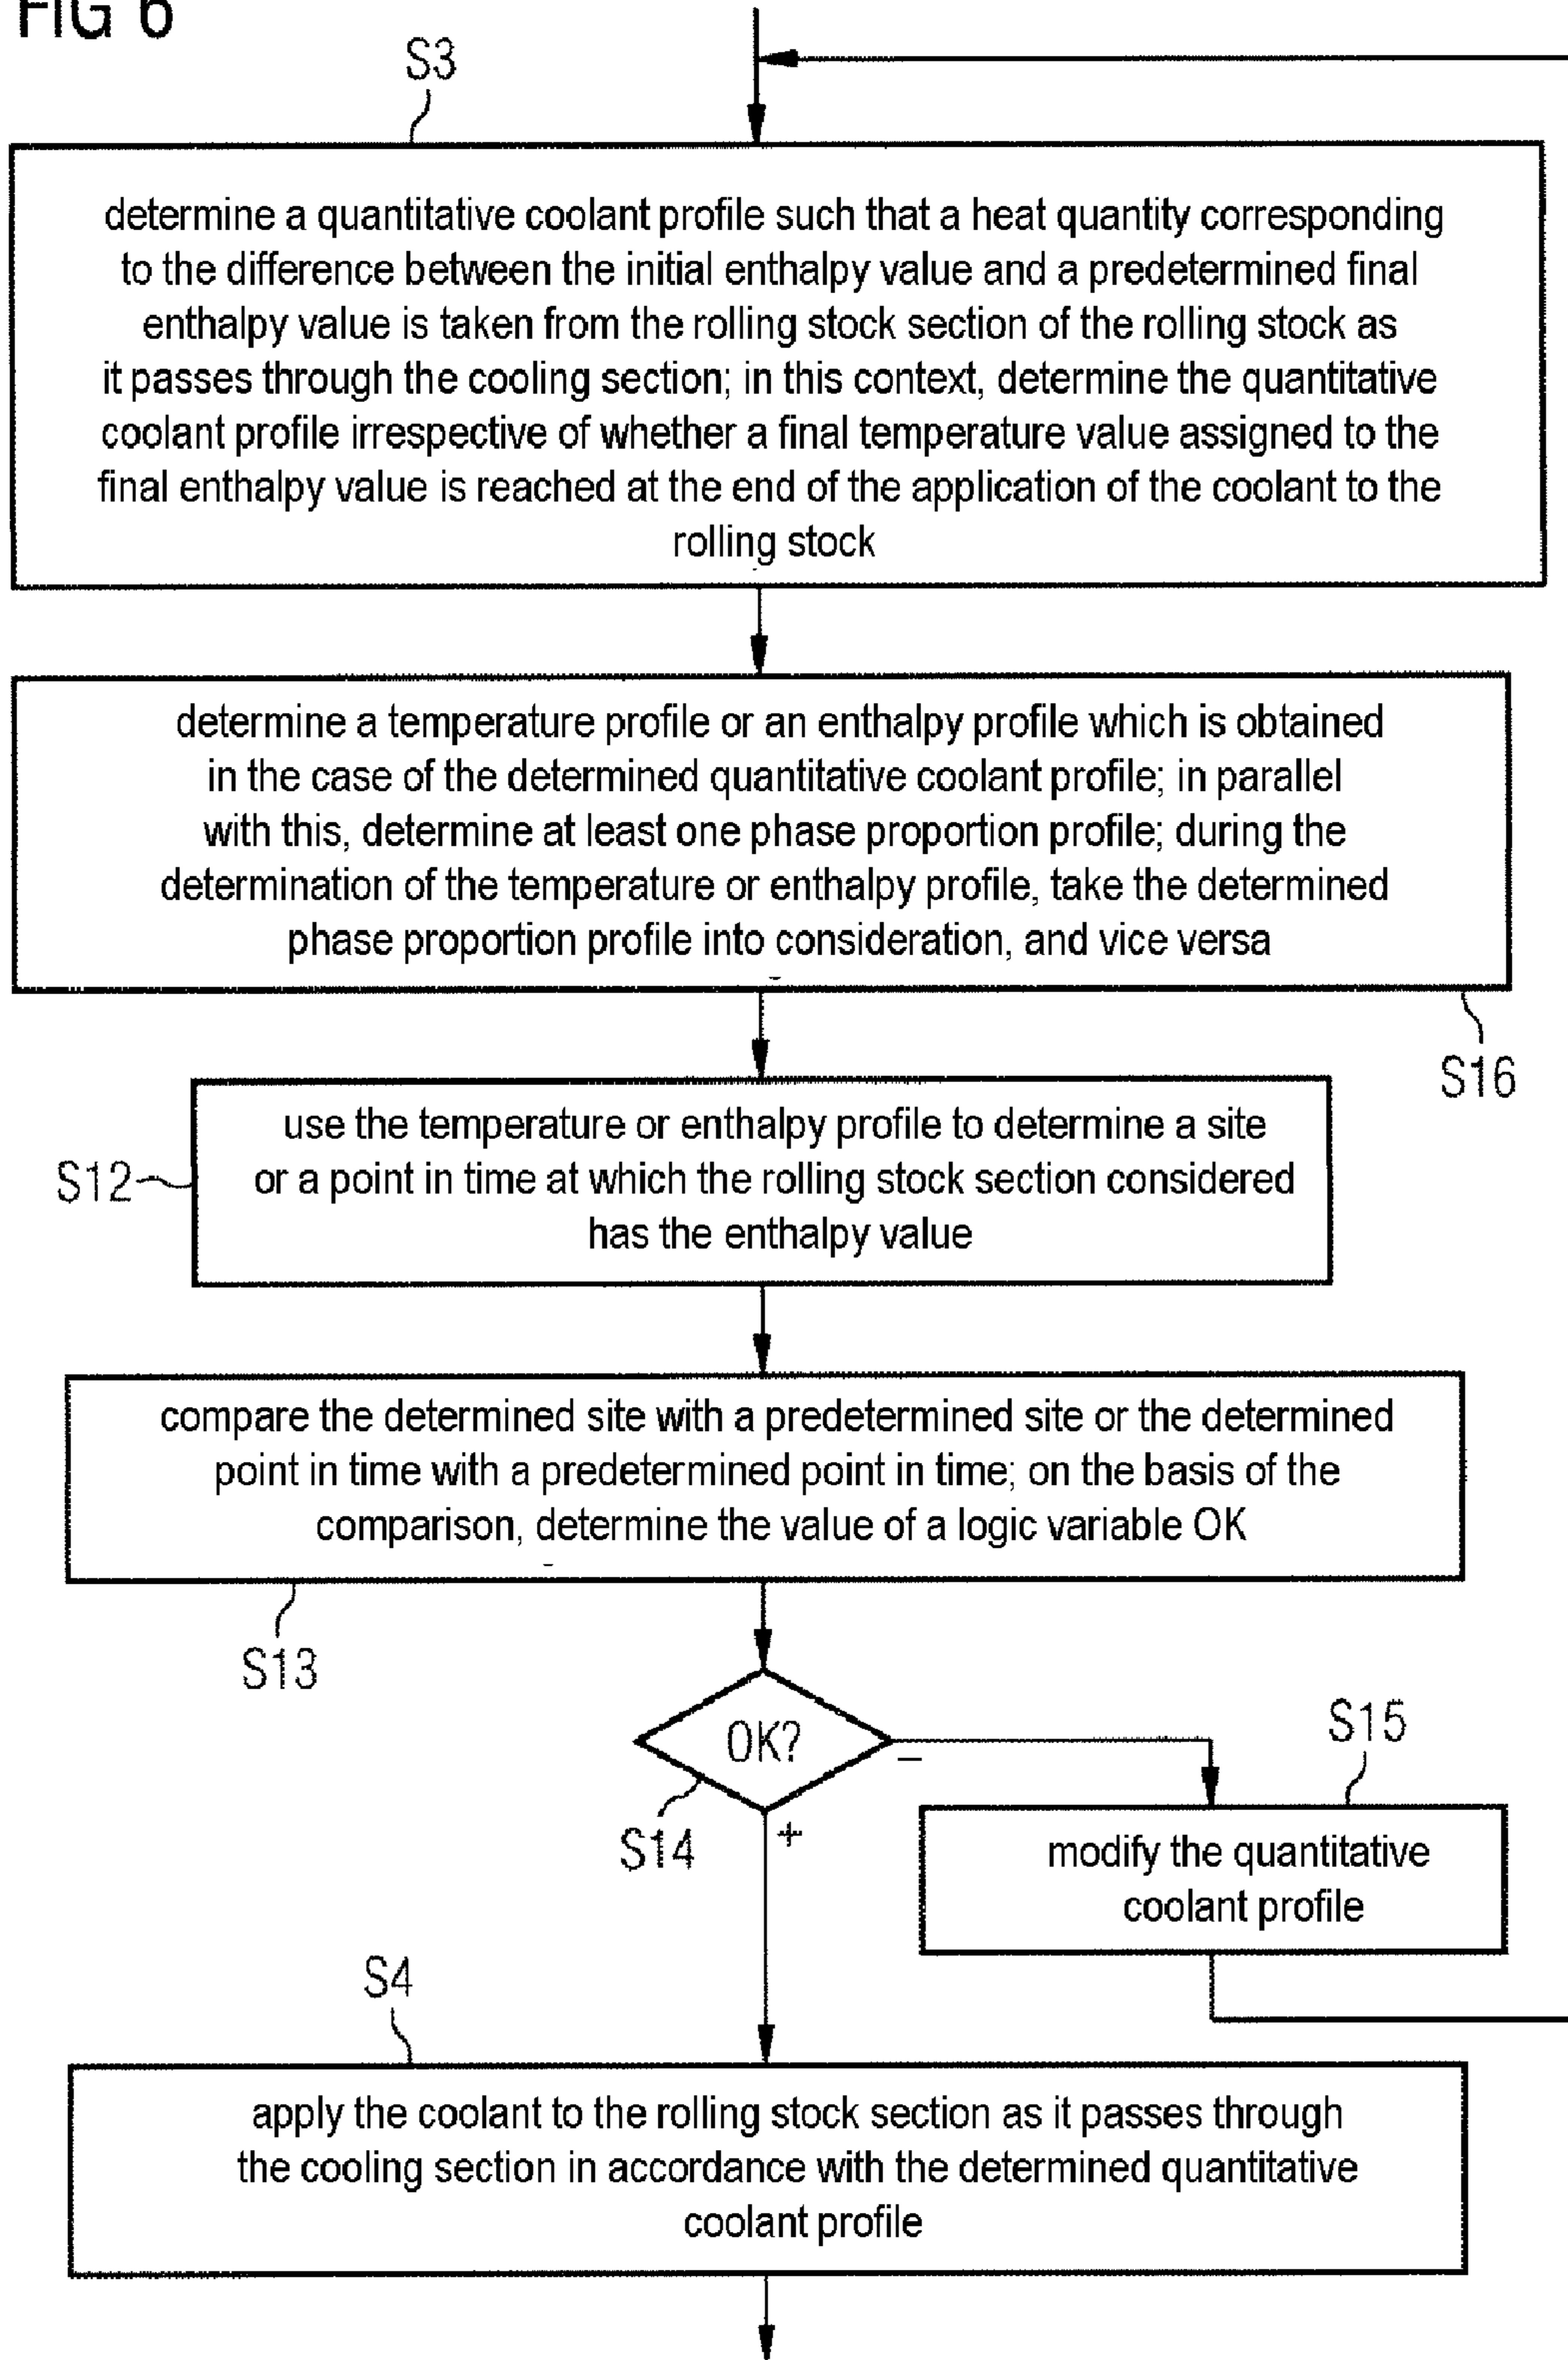 FIG 6
S3
determine a quantitative coolant profile such that a heat quantity corresponding
to the difference between the initial enthalpy value and a predetermined final
enthalpy value is taken from the rolling stock section of the rolling stock as
it passes through the cooling section; in this context, determine the quantitative
coolant profile irrespective of whether a final temperature value assigned to the
final enthalpy value is reached at the end of the application of the coolant to the
rolling stock
determine a temperature profile or an enthalpy profile which is obtained
in the case of the determined quantitative coolant profile; in parallel
with this, determine at least one phase proportion profile; during the
determination of the temperature or enthalpy profile, take the determined
phase proportion profile into consideration, and vice versa
S16
use the temperature or enthalpy profile to determine a site
S12
or a point in time at which the rolling stock section considered
has the enthalpy value
compare the determined site with a predetermined site or the determined
point in time with a predetermined point in time; on the basis of the
comparison, determine the value of a logic variable OK
S13
OK?
–
S15
S14
+
modify the quantitative
coolant profile
S4
apply the coolant to the rolling stock section as it passes through
the cooling section in accordance with the determined quantitative
coolant profile